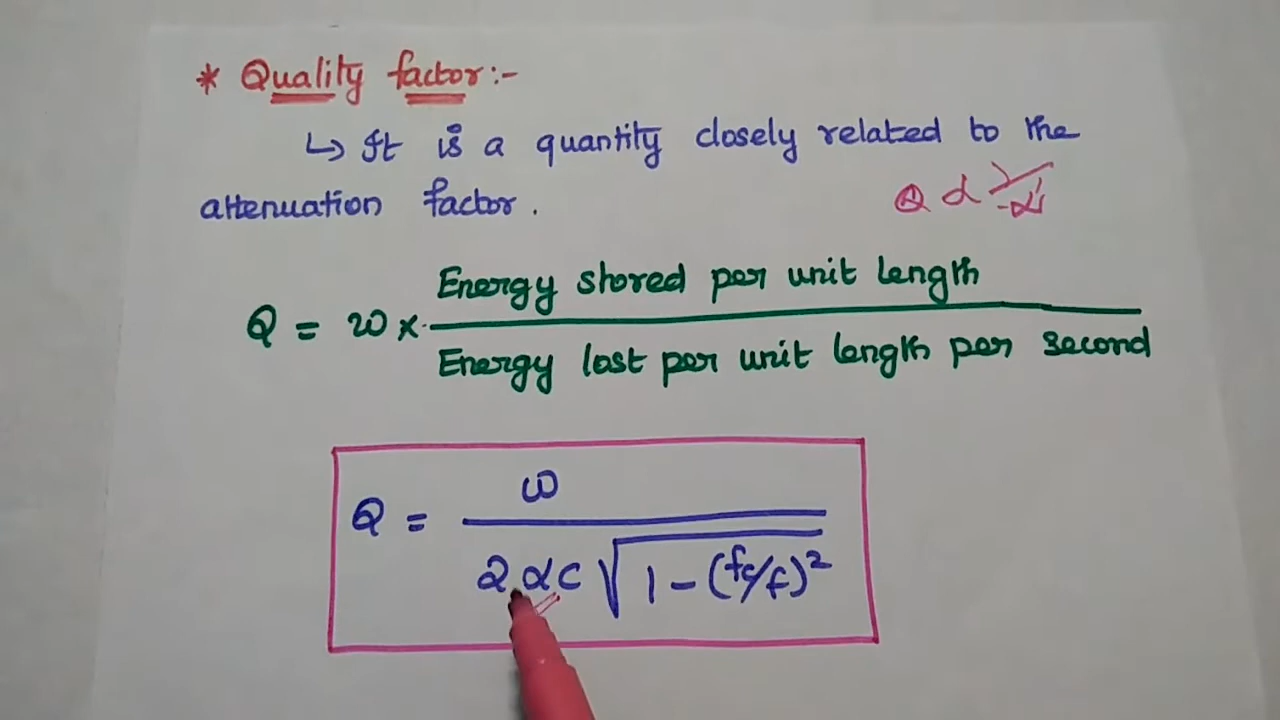 * Quality factor:-
↳ It is a quantity closely related to the
attenuation factor.
Q ∝ 1/α
Q = ω × Energy stored per unit length
Energy lost per unit length per second
Q = ω
2αc √1-(fc/f)²